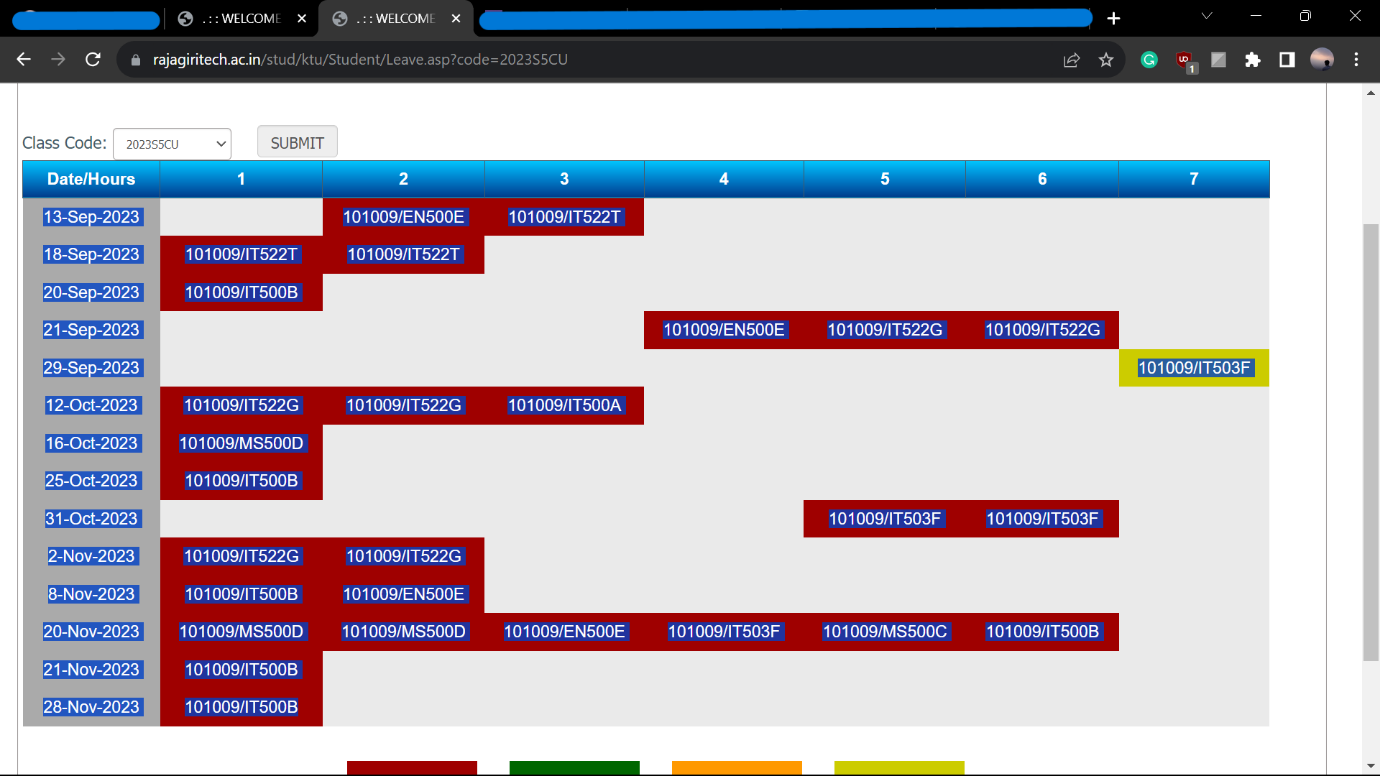 . : : WELCOME
. : : WELCOME
rajagiritech.ac.in/stud/ktu/Student/Leave.asp?code=2023S5CU
1
Class Code: 2023S5CU SUBMIT
Date/Hours 1 2 3 4 5 6 7
13-Sep-2023 101009/EN500E 101009/IT522T
18-Sep-2023 101009/IT522T 101009/IT522T
20-Sep-2023 101009/IT500B
21-Sep-2023 101009/EN500E 101009/IT522G 101009/IT522G
29-Sep-2023 101009/IT503F
12-Oct-2023 101009/IT522G 101009/IT522G 101009/IT500A
16-Oct-2023 101009/MS500D
25-Oct-2023 101009/IT500B
31-Oct-2023 101009/IT503F 101009/IT503F
2-Nov-2023 101009/IT522G 101009/IT522G
8-Nov-2023 101009/IT500B 101009/EN500E
20-Nov-2023 101009/MS500D 101009/MS500D 101009/EN500E 101009/IT503F 101009/MS500C 101009/IT500B
21-Nov-2023 101009/IT500B
28-Nov-2023 101009/IT500B